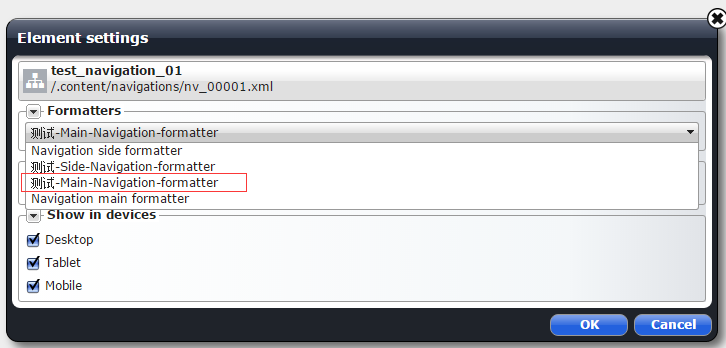 Element settings
test_navigation_01
/.content/navigations/nv_00001.xml
Formatters
测试-Main-Navigation-formatter
Navigation side formatter
测试-Side-Navigation-formatter
测试-Main-Navigation-formatter
Navigation main formatter
Show in devices
Desktop
Tablet
Mobile
OK Cancel